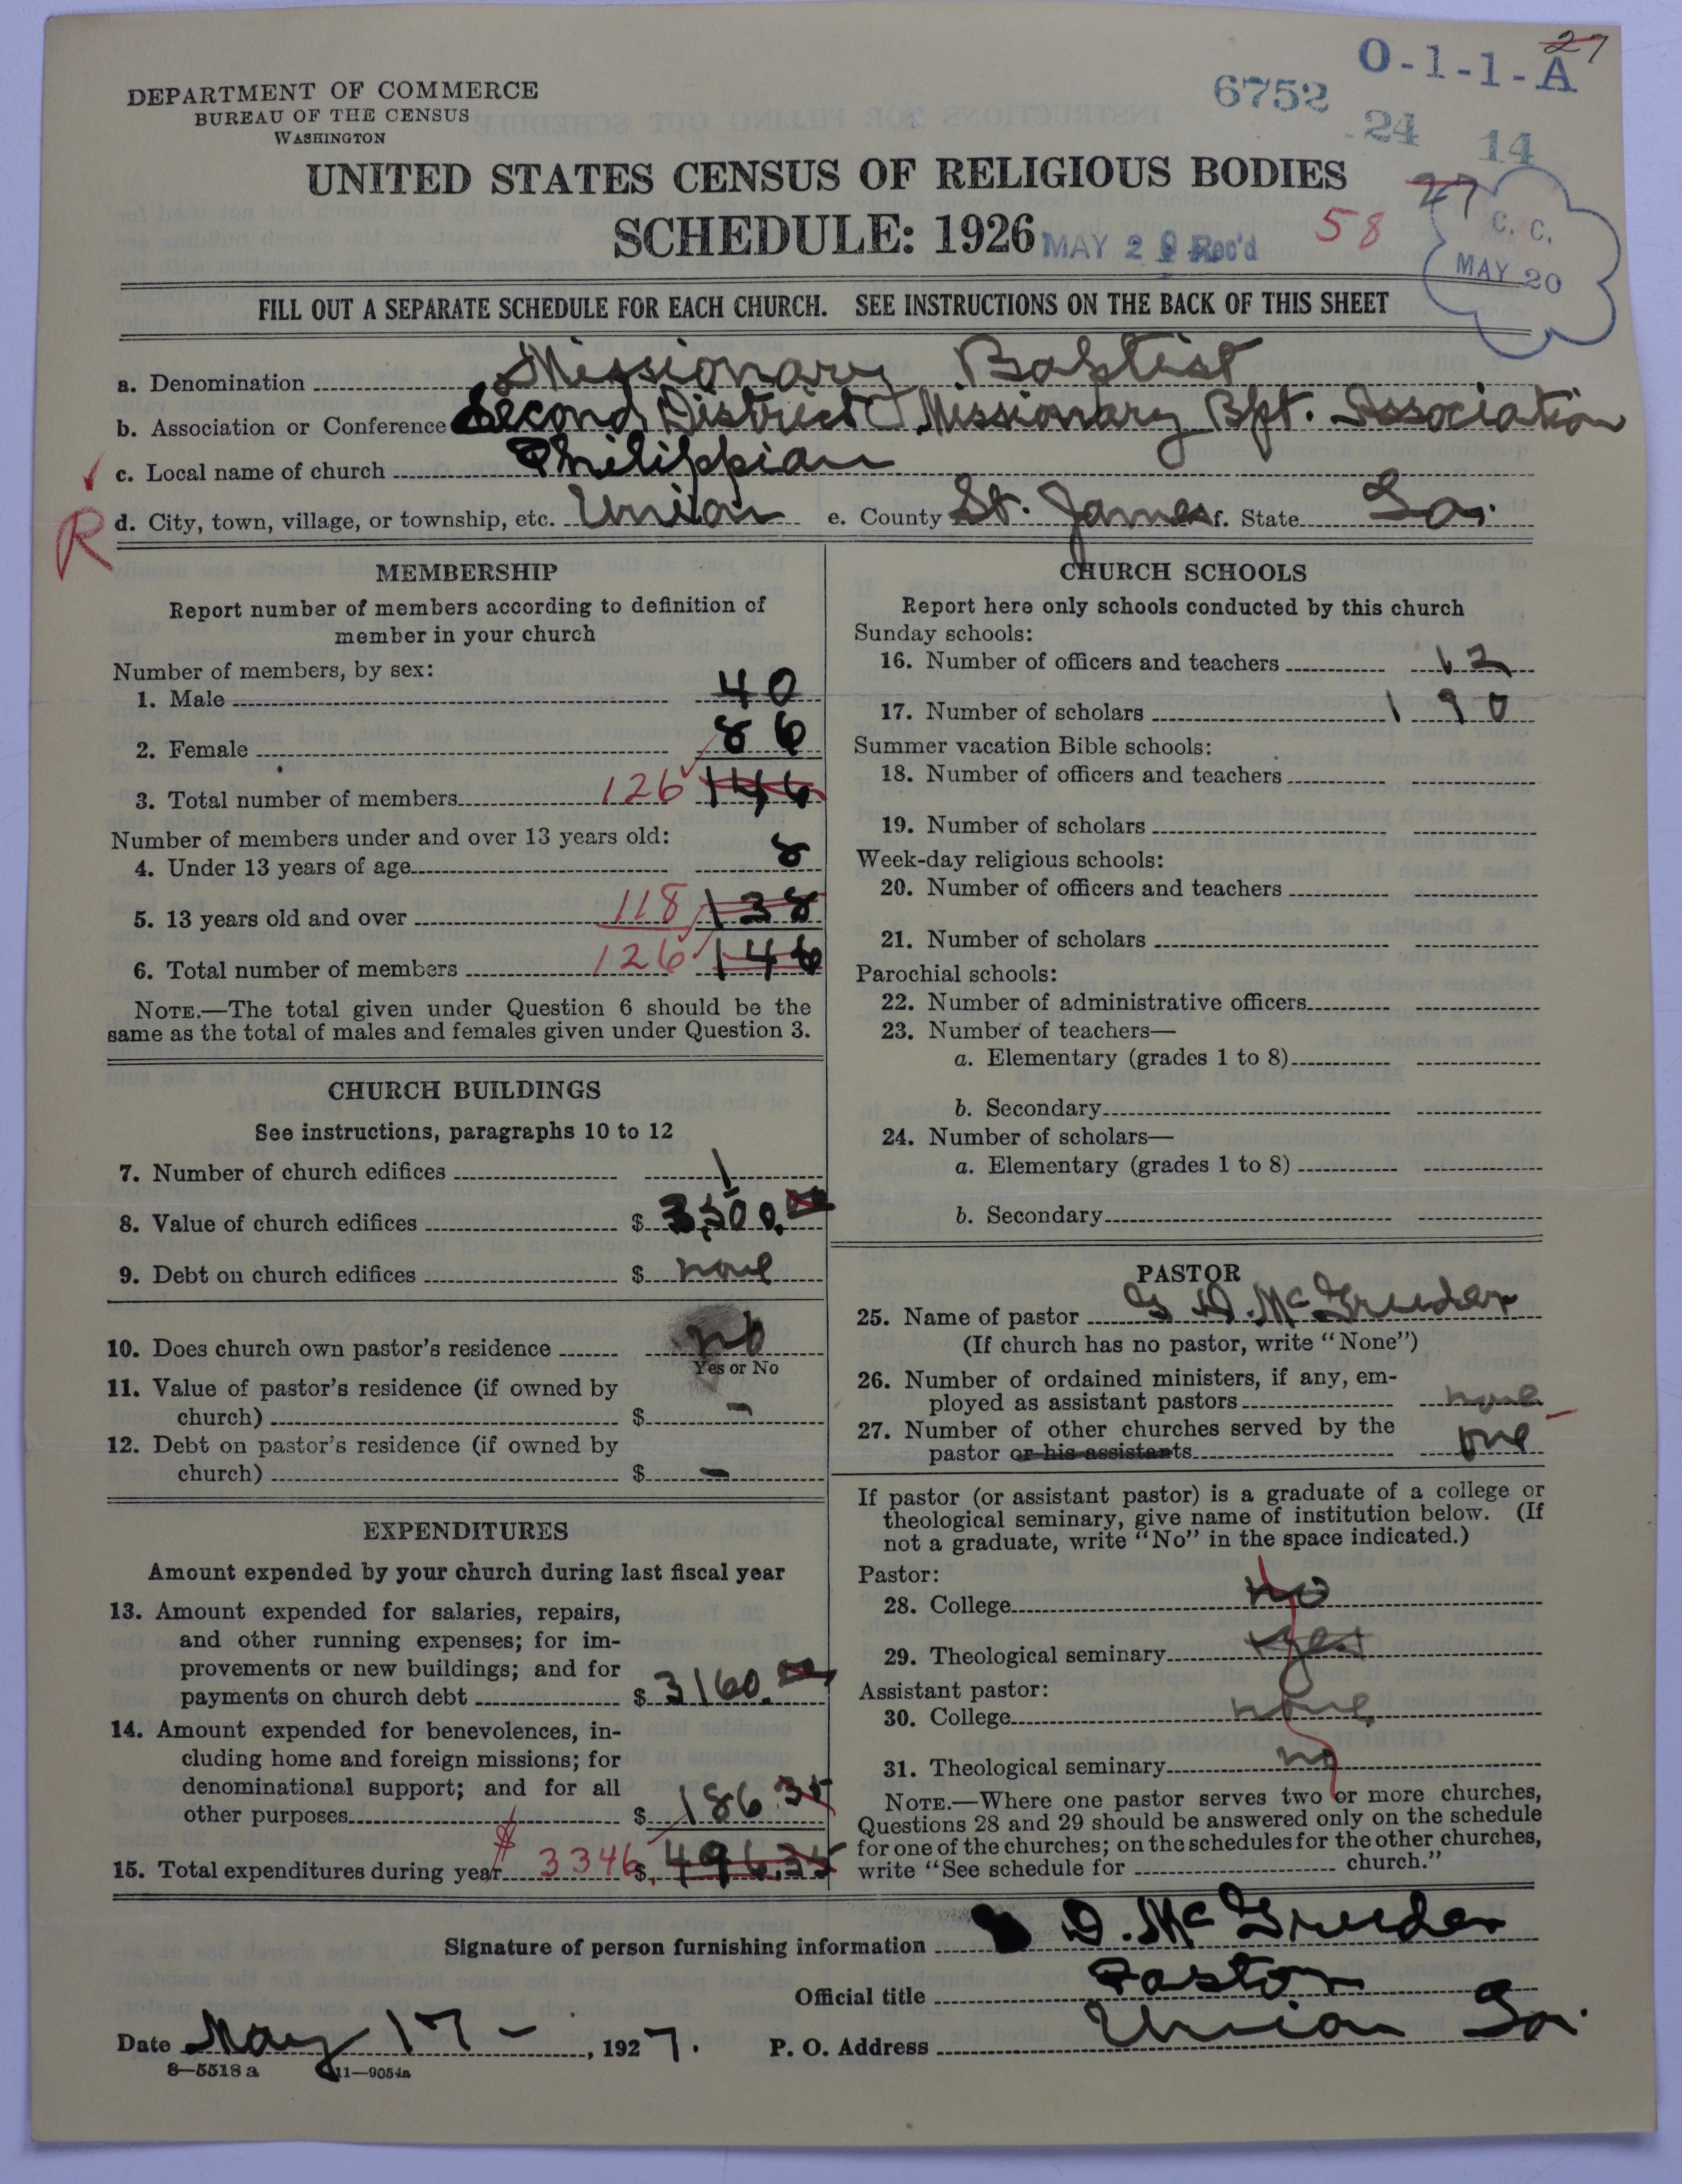 27
O-1-1-A
6752
24 14
DEPARTMENT OF COMMERCE
BUREAU OF THE CENSUS
WASHINGTON
UNITED STATES CENSUS OF RELIGIOUS BODIES
SCHEDULE: 1926
MAY 20 Rec'd
58
27
C. C.
MAY 20
FILL OUT A SEPARATE SCHEDULE FOR EACH CHURCH. SEE INSTRUCTIONS ON THE BACK OF THIS SHEET
a. Denomination Missionary Baptist
b. Association or Conference Second District Missionary Bpt. Association
c. Local name of church Philippian
R
d. City, town, village, or township, etc. Union e. County St. James f. State La.
MEMBERSHIP
Report number of members according to definition of
member in your church
Number of members, by sex:
1. Male 40
2. Female 86
3. Total number of members 126 146
Number of members under and over 13 years old:
4. Under 13 years of age 8
5. 13 years old and over 118 138
6. Total number of members 126 146
NOTE.—The total given under Question 6 should be the
same as the total of males and females given under Question 3.
CHURCH BUILDINGS
See instructions, paragraphs 10 to 12
7. Number of church edifices 1
8. Value of church edifices $ 3,500.00
9. Debt on church edifices $ none
10. Does church own pastor's residence no
Yes or No
11. Value of pastor's residence (if owned by
church) $ -
12. Debt on pastor's residence (if owned by
church) $ -
EXPENDITURES
Amount expended by your church during last fiscal year
13. Amount expended for salaries, repairs,
and other running expenses; for im-
provements or new buildings; and for
payments on church debt $ 3160.00
14. Amount expended for benevolences, in-
cluding home and foreign missions; for
denominational support; and for all
other purposes $ 186.35
15. Total expenditures during year $ 3346 $ 496.35
CHURCH SCHOOLS
Report here only schools conducted by this church
Sunday schools:
16. Number of officers and teachers 12
17. Number of scholars 190
Summer vacation Bible schools:
18. Number of officers and teachers
19. Number of scholars
Week-day religious schools:
20. Number of officers and teachers
21. Number of scholars
Parochial schools:
22. Number of administrative officers
23. Number of teachers—
a. Elementary (grades 1 to 8)
b. Secondary
24. Number of scholars—
a. Elementary (grades 1 to 8)
b. Secondary
PASTOR
25. Name of pastor G D. McGruder
(If church has no pastor, write "None")
26. Number of ordained ministers, if any, em-
ployed as assistant pastors none
27. Number of other churches served by the
pastor or his assistants one
If pastor (or assistant pastor) is a graduate of a college or
theological seminary, give name of institution below. (If
not a graduate, write "No" in the space indicated.)
Pastor:
28. College no
29. Theological seminary yes
Assistant pastor:
30. College none
31. Theological seminary no
NOTE.—Where one pastor serves two or more churches,
Questions 28 and 29 should be answered only on the schedule
for one of the churches; on the schedules for the other churches,
write "See schedule for church."
Signature of person furnishing information D. McGruder
Official title Pastor
Date May 17 - , 1927. P. O. Address Union La.
8—5518 a 11—9054a